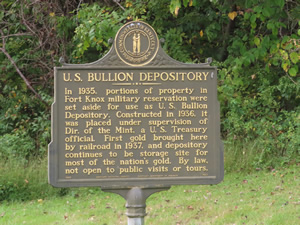 U. S. BULLION DEPOSITORY
In 1935, portions of property in
Fort Knox military reservation were
set aside for use as U. S. Bullion
Depository. Constructed in 1936, it
was placed under supervision of
Dir. of the Mint, a U. S. Treasury
official. First gold brought here
by railroad in 1937, and depository
continues to be storage site for
most of the nation's gold. By law,
not open to public visits or tours.